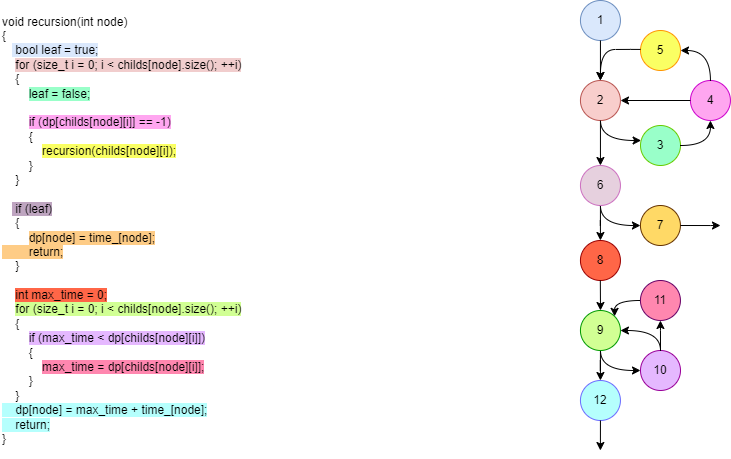 void recursion(int node)
{
bool leaf = true;
for (size_t i = 0; i < childs[node].size(); ++i)
{
leaf = false;
if (dp[childs[node][i]] == -1)
{
recursion(childs[node][i]);
}
}
if (leaf)
{
dp[node] = time_[node];
return;
}
int max_time = 0;
for (size_t i = 0; i < childs[node].size(); ++i)
{
if (max_time < dp[childs[node][i]])
{
max_time = dp[childs[node][i]];
}
}
dp[node] = max_time + time_[node];
return;
}
1
5
2
4
3
6
7
8
11
9
10
12